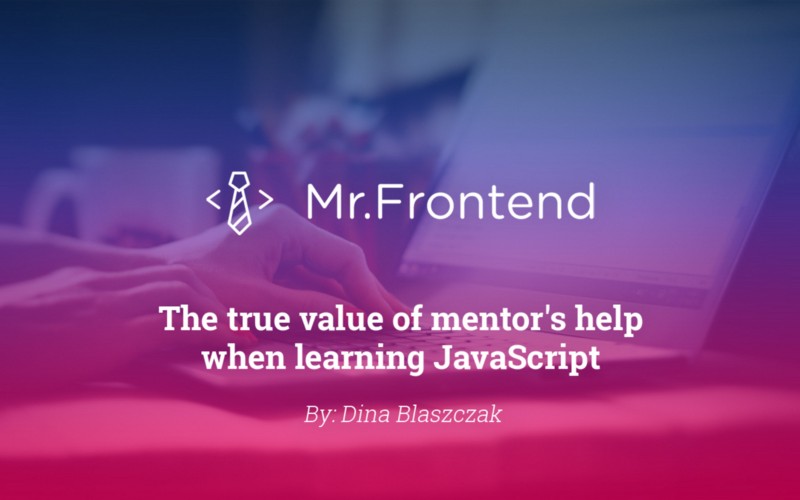 Mr.Frontend
The true value of mentor's help
when learning JavaScript
By: Dina Blaszczak